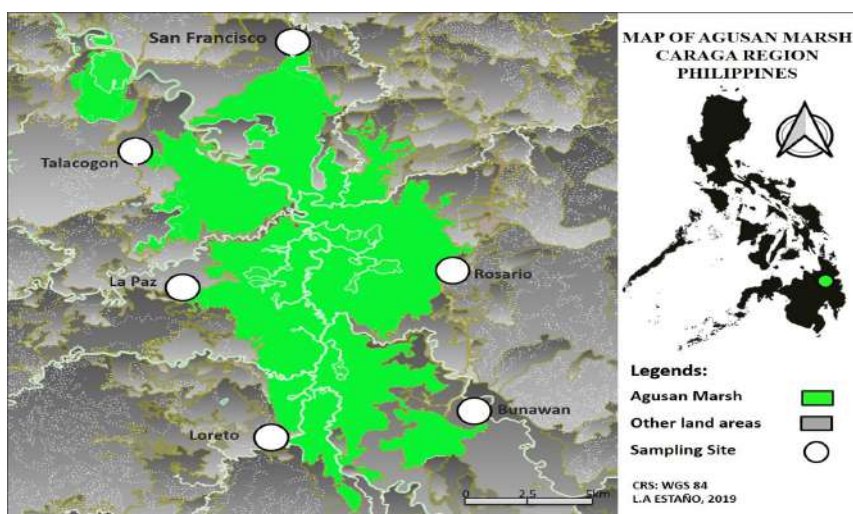 San Francisco
Talacogon
La Paz
Rosario
Loreto
Bunawan
0 2,5 5km
MAP OF AGUSAN MARSH
CARAGA REGION
PHILIPPINES
Legends:
Agusan Marsh
Other land areas
Sampling Site
CRS: WGS 84
L.A ESTAÑO, 2019